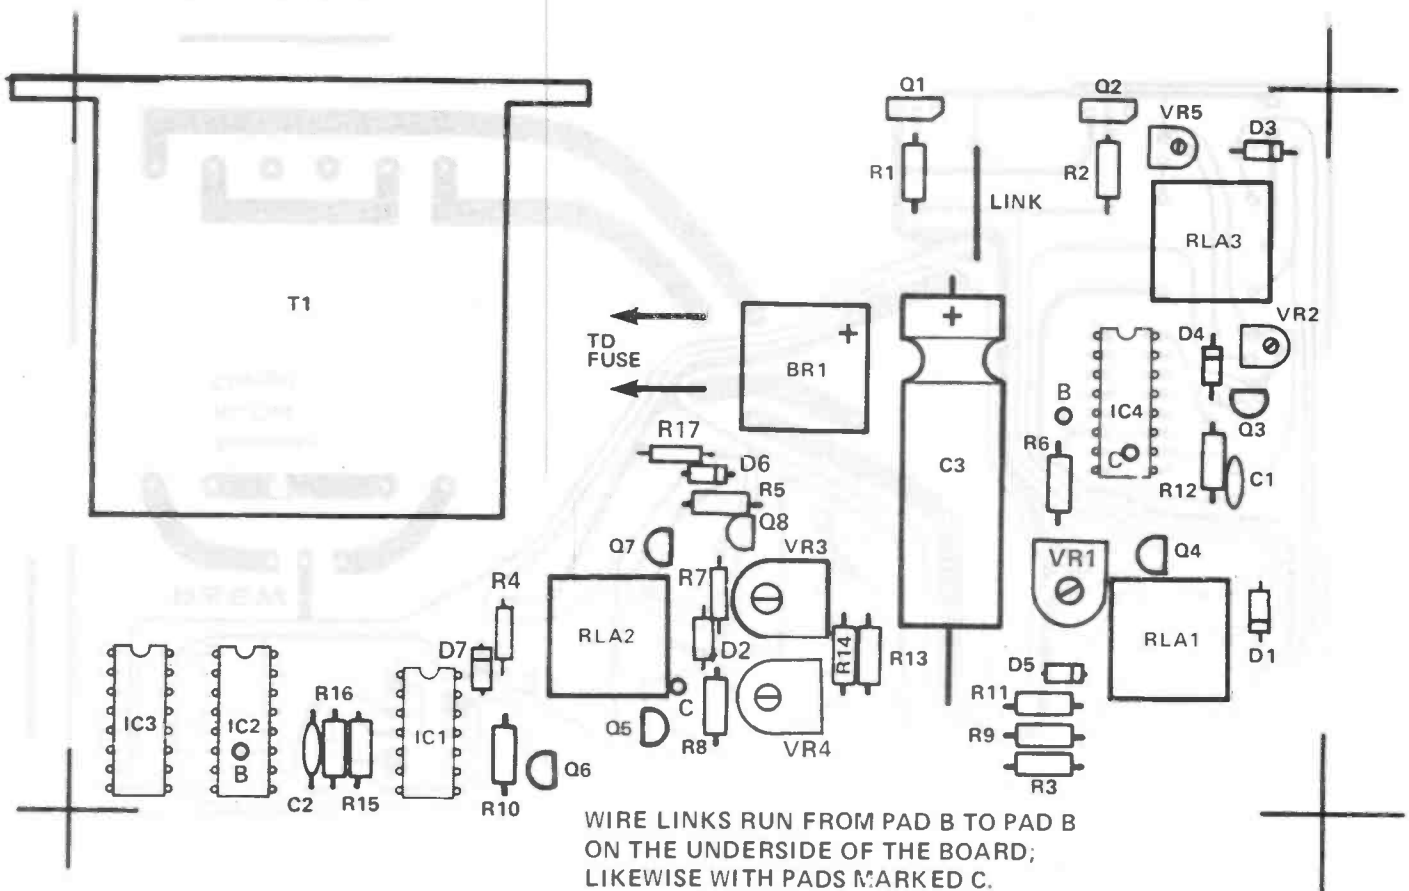 Q1
Q2
VR5
D3
R1
R2
LINK
RLA3
T1
VR2
D4
TO
FUSE
+
BR1
+
B
IC4
Q3
R17
D6
R6
C
C3
R12
C1
R5
Q8
Q7
VR3
VR1
Q4
R4
R7
RLA2
D7
D2
R14
R13
RLA1
D1
D5
R16
C
R11
IC3
IC2
IC1
Q5
R8
VR4
R9
B
Q6
R3
C2
R15
R10
WIRE LINKS RUN FROM PAD B TO PAD B
ON THE UNDERSIDE OF THE BOARD;
LIKEWISE WITH PADS MARKED C.